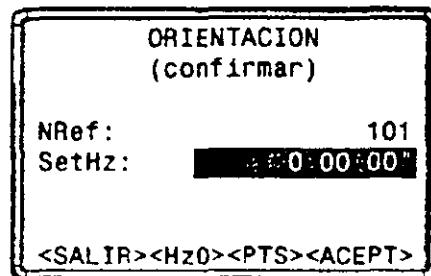 ORIENTACION
(confirmar)
NRef: 101
SetHz: 0:00:00"
<SALIR><Hz0><PTS><ACEPT>